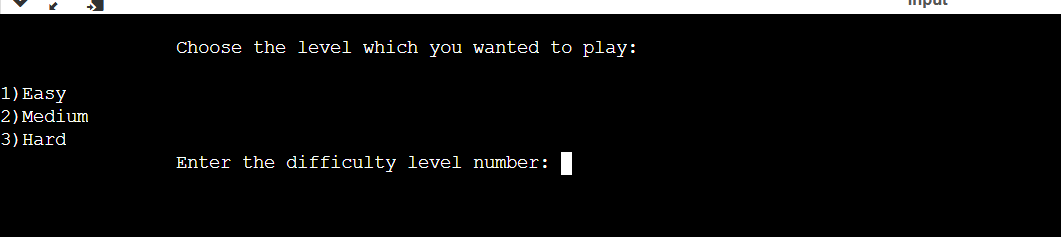 input
Choose the level which you wanted to play:
1)Easy
2)Medium
3)Hard
Enter the difficulty level number: